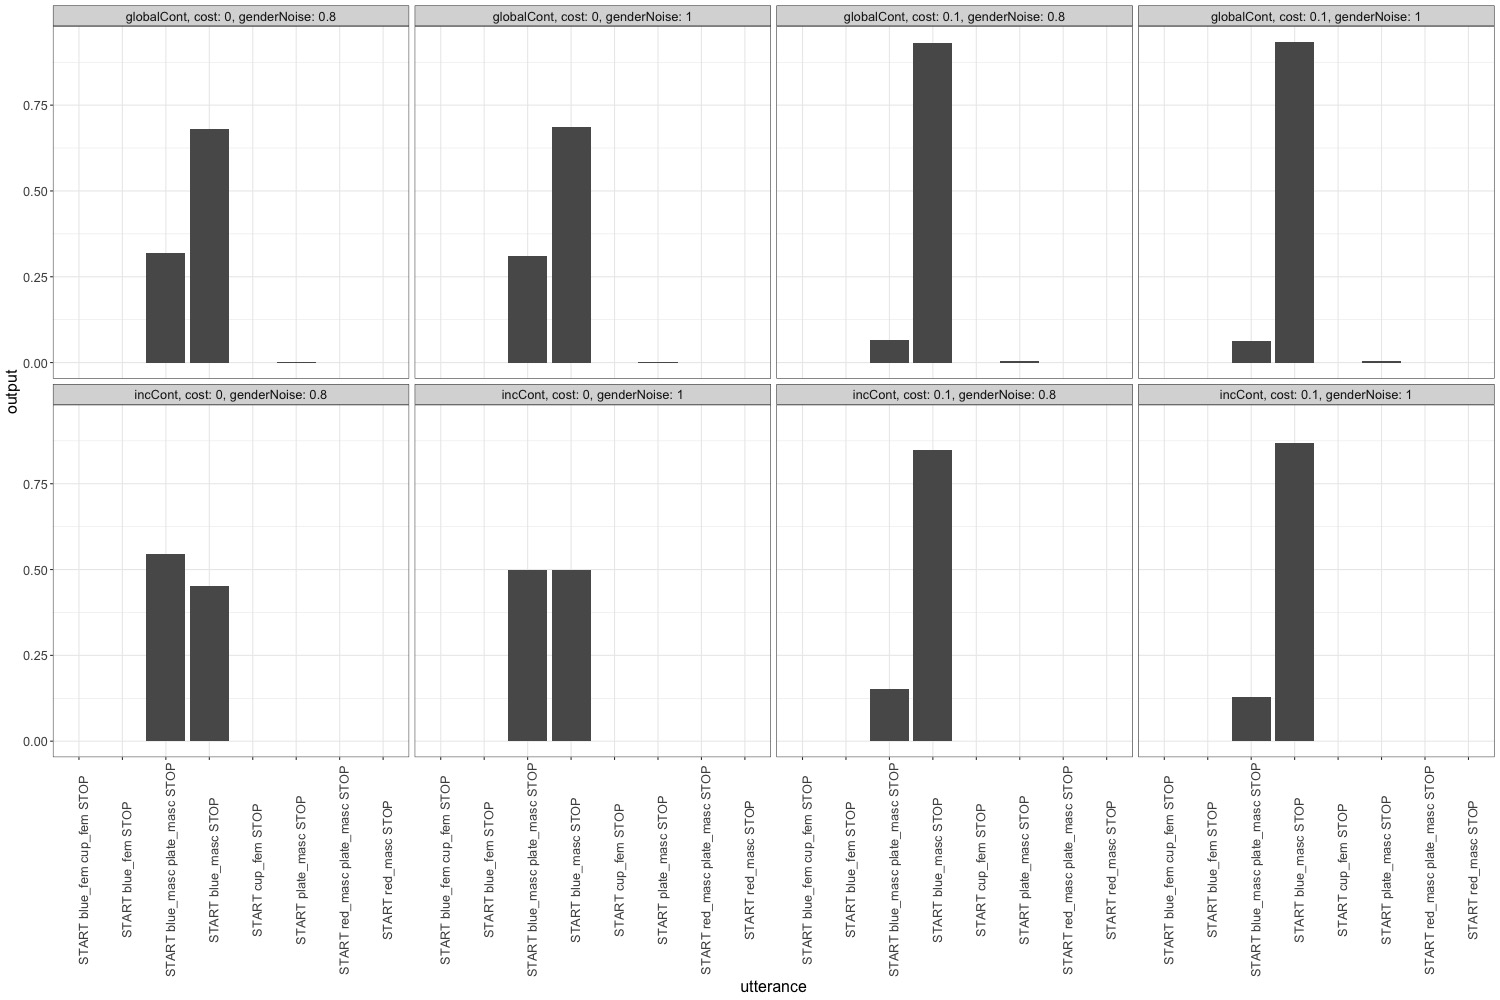 globalCont, cost: 0, genderNoise: 0.8
globalCont, cost: 0, genderNoise: 1
globalCont, cost: 0.1, genderNoise: 0.8
globalCont, cost: 0.1, genderNoise: 1
0.75
0.50
0.25
0.00
output
incCont, cost: 0, genderNoise: 0.8
incCont, cost: 0, genderNoise: 1
incCont, cost: 0.1, genderNoise: 0.8
incCont, cost: 0.1, genderNoise: 1
0.75
0.50
0.25
0.00
START blue_fem cup_fem STOP
START blue_fem STOP
START blue_masc plate_masc STOP
START blue_masc STOP
START cup_fem STOP
START plate_masc STOP
START red_masc plate_masc STOP
START red_masc STOP
START blue_fem cup_fem STOP
START blue_fem STOP
START blue_masc plate_masc STOP
START blue_masc STOP
START cup_fem STOP
START plate_masc STOP
START red_masc plate_masc STOP
START red_masc STOP
START blue_fem cup_fem STOP
START blue_fem STOP
START blue_masc plate_masc STOP
START blue_masc STOP
START cup_fem STOP
START plate_masc STOP
START red_masc plate_masc STOP
START red_masc STOP
START blue_fem cup_fem STOP
START blue_fem STOP
START blue_masc plate_masc STOP
START blue_masc STOP
START cup_fem STOP
START plate_masc STOP
START red_masc plate_masc STOP
START red_masc STOP
utterance